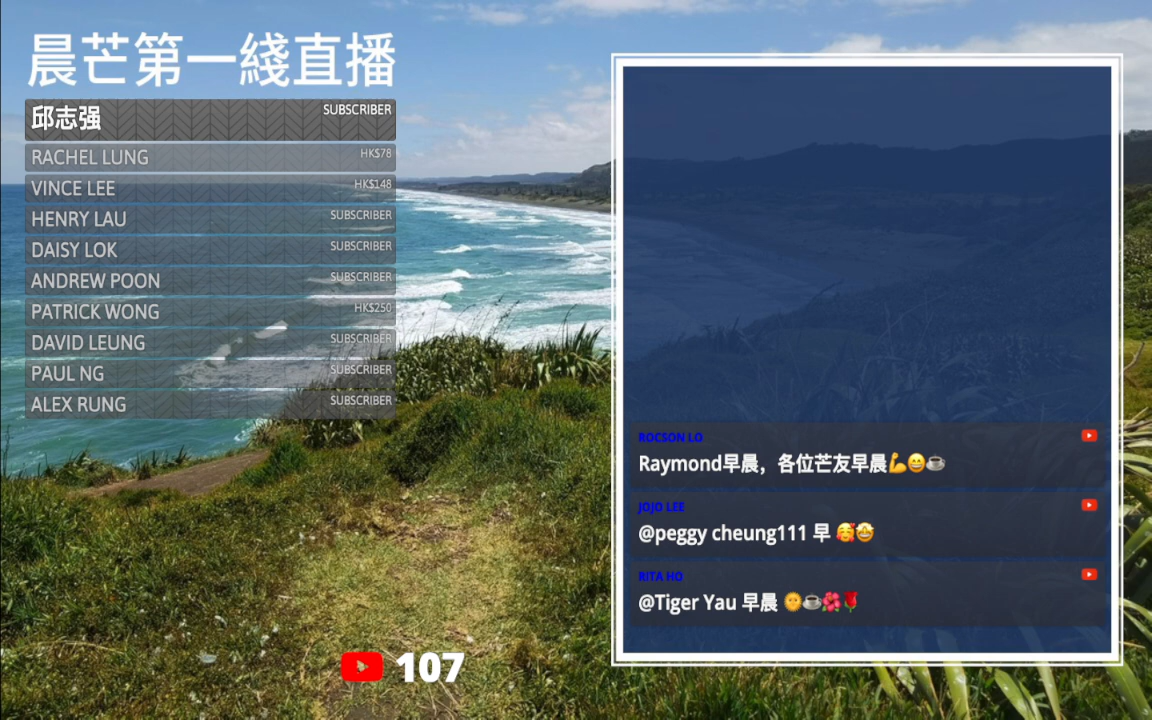 晨芒第一綫直播
邱志强 SUBSCRIBER
RACHEL LUNG HK$78
VINCE LEE HK$148
HENRY LAU SUBSCRIBER
DAISY LOK SUBSCRIBER
ANDREW POON SUBSCRIBER
PATRICK WONG HK$250
DAVID LEUNG SUBSCRIBER
PAUL NG SUBSCRIBER
ALEX RUNG SUBSCRIBER
ROCSON LO
Raymond早晨，各位芒友早晨💪😄☕
JOJO LEE
@peggy cheung111 早 🥰🤩
RITA HO
@Tiger Yau 早晨 🌞☕🌺🌹
107